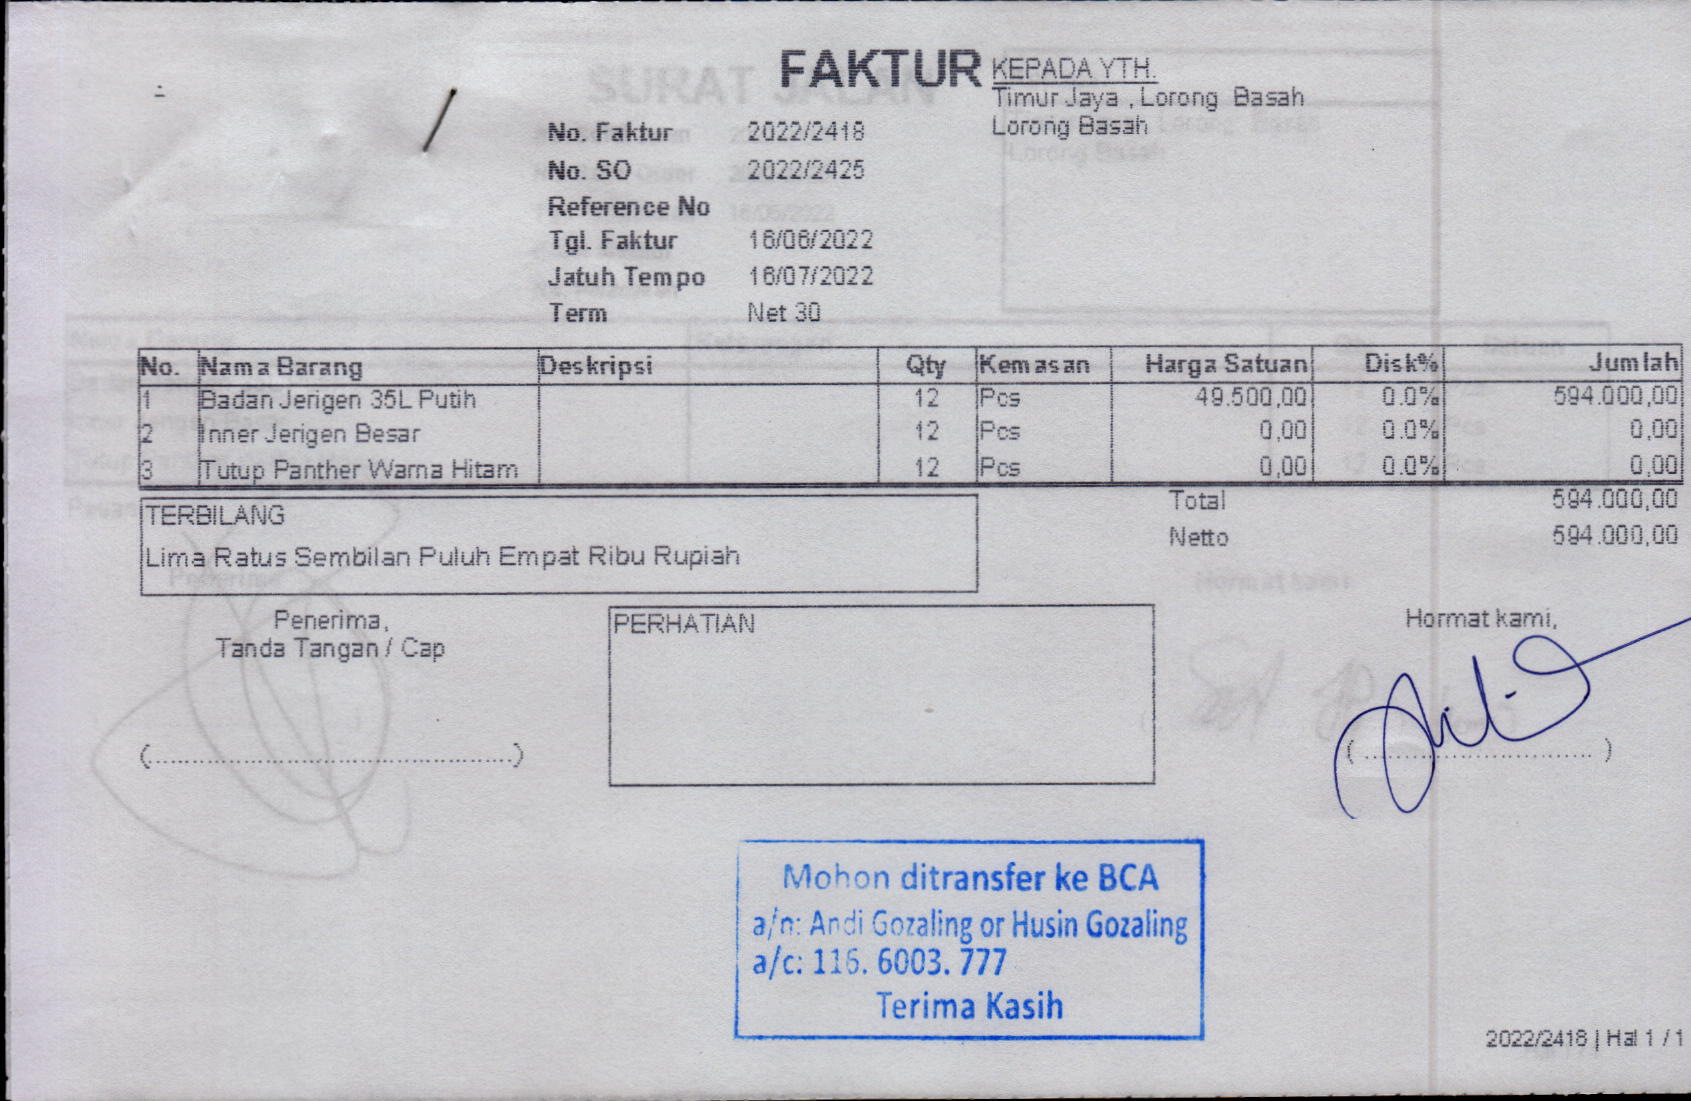 FAKTUR
KEPADA YTH.
Timur Jaya , Lorong Basah
Lorong Basah
No. Faktur 2022/2418
No. SO 2022/2425
Reference No
Tgl. Faktur 16/06/2022
Jatuh Tempo 16/07/2022
Term Net 30
No. Nama Barang Deskripsi Qty Kemasan Harga Satuan Disk% Jumlah
1 Badan Jerigen 35L Putih 12 Pcs 49.500,00 0.0% 594.000,00
2 Inner Jerigen Besar 12 Pcs 0,00 0.0% 0,00
3 Tutup Panther Warna Hitam 12 Pcs 0,00 0.0% 0,00
Total 594.000,00
Netto 594.000,00
TERBILANG
Lima Ratus Sembilan Puluh Empat Ribu Rupiah
Penerima,
Tanda Tangan / Cap
PERHATIAN
Hormat kami,
Mohon ditransfer ke BCA
a/n: Andi Gozaling or Husin Gozaling
a/c: 116. 6003. 777
Terima Kasih
2022/2418 | Hal 1 / 1